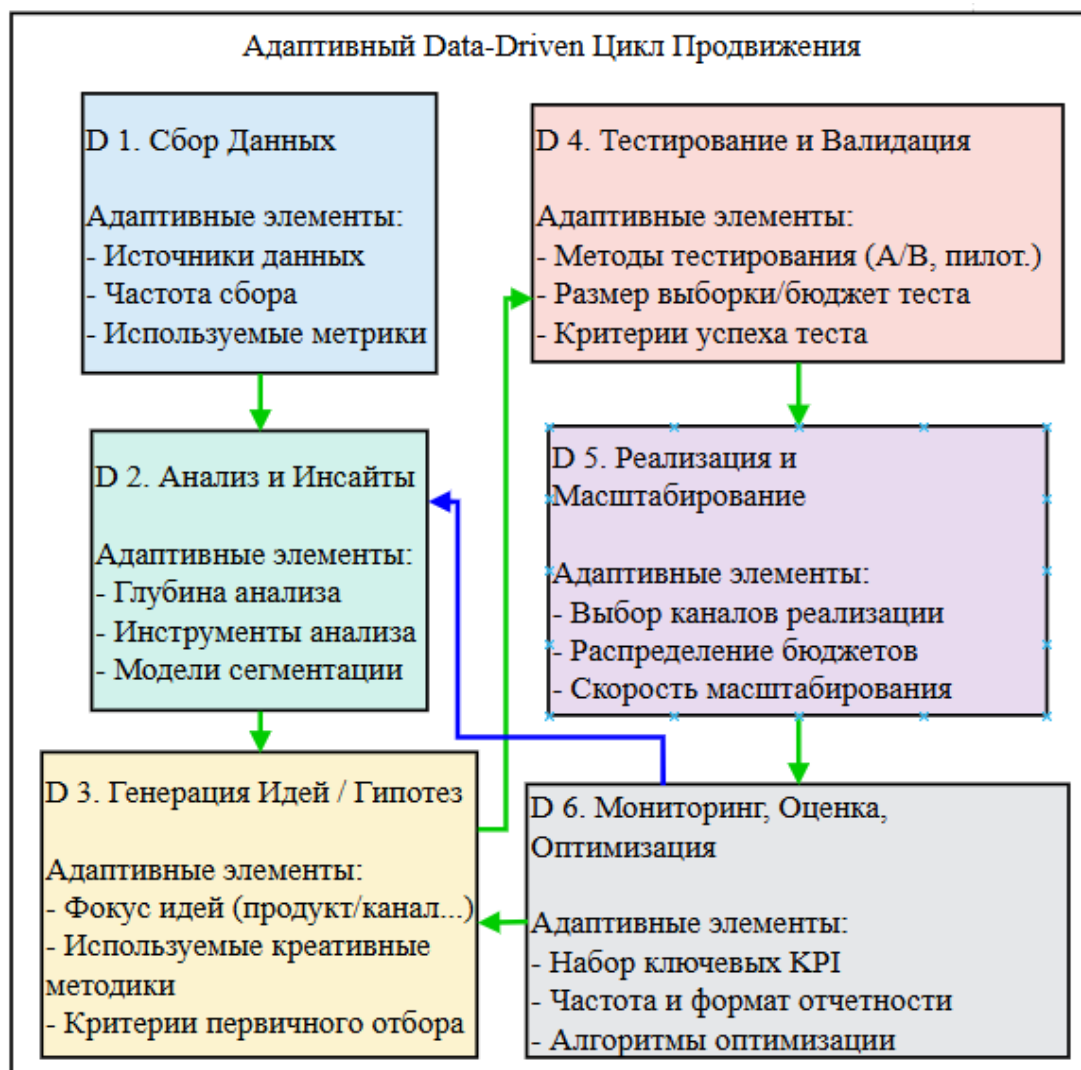 Адаптивный Data-Driven Цикл Продвижения
D 1. Сбор Данных
Адаптивные элементы:
- Источники данных
- Частота сбора
- Используемые метрики
D 2. Анализ и Инсайты
Адаптивные элементы:
- Глубина анализа
- Инструменты анализа
- Модели сегментации
D 3. Генерация Идей / Гипотез
Адаптивные элементы:
- Фокус идей (продукт/канал...)
- Используемые креативные
методики
- Критерии первичного отбора
D 4. Тестирование и Валидация
Адаптивные элементы:
- Методы тестирования (A/B, пилот.)
- Размер выборки/бюджет теста
- Критерии успеха теста
D 5. Реализация и
Масштабирование
Адаптивные элементы:
- Выбор каналов реализации
- Распределение бюджетов
- Скорость масштабирования
D 6. Мониторинг, Оценка,
Оптимизация
Адаптивные элементы:
- Набор ключевых KPI
- Частота и формат отчетности
- Алгоритмы оптимизации